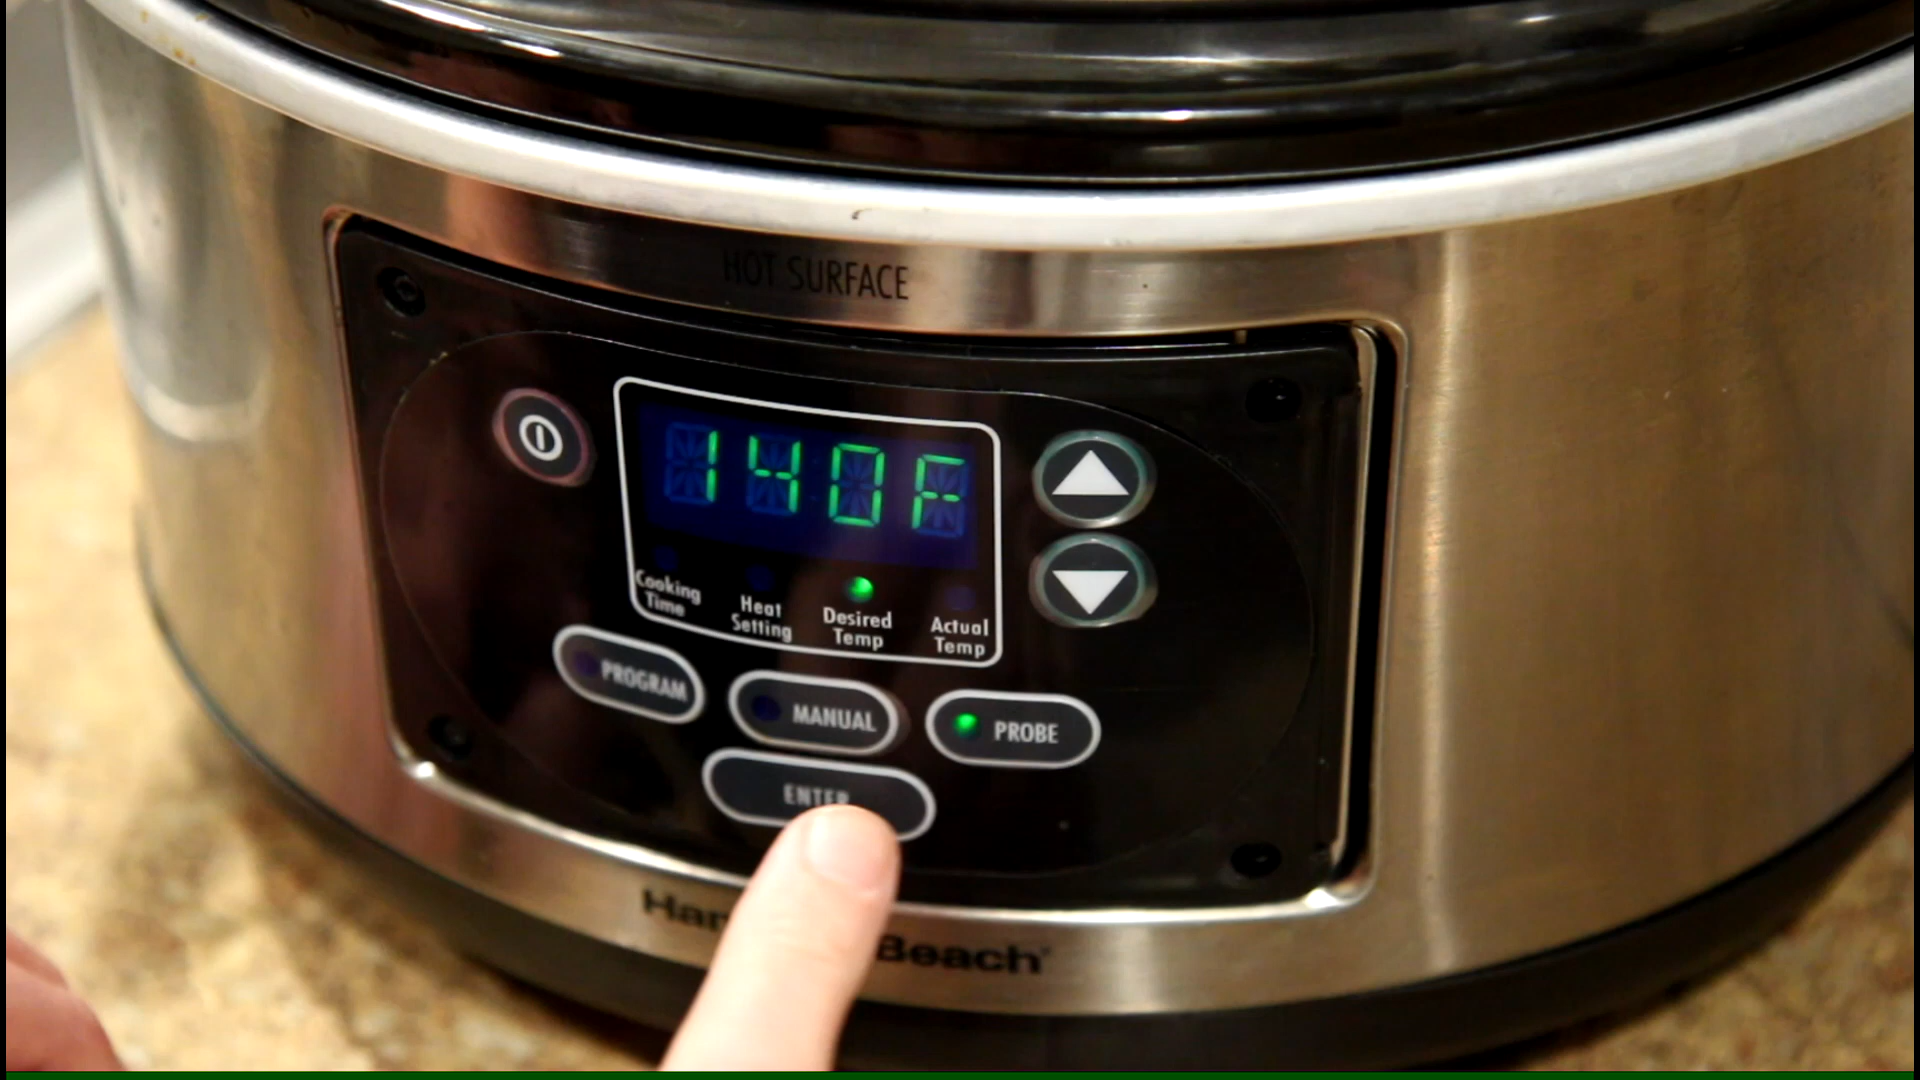 HOT SURFACE
140F
Cooking Time
Heat Setting
Desired Temp
Actual Temp
PROGRAM
MANUAL
PROBE
ENTER
Beach